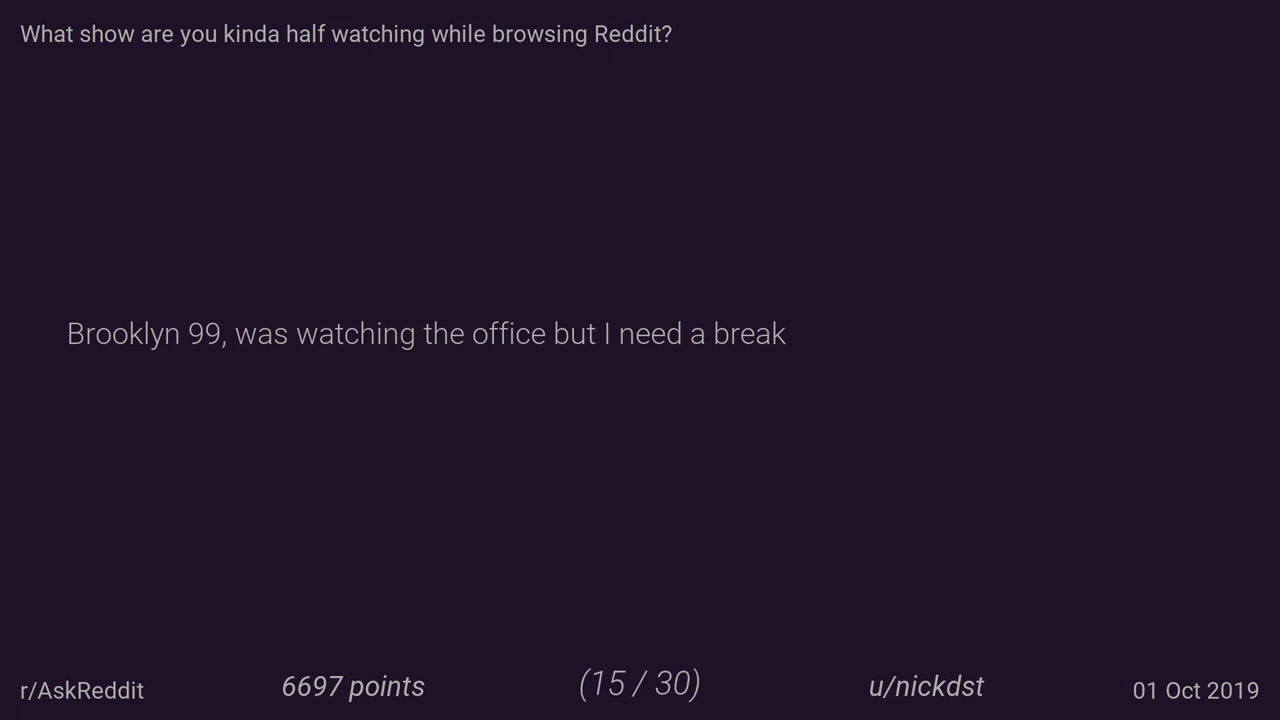 What show are you kinda half watching while browsing Reddit?
Brooklyn 99, was watching the office but I need a break
r/AskReddit
6697 points
(15 / 30)
u/nickdst
01 Oct 2019